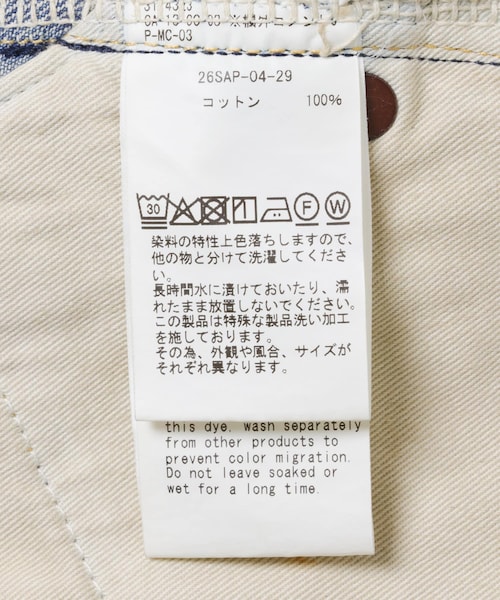 P-MC-03
26SAP-04-29
コットン 100%
30 F W
染料の特性上色落ちしますので、
他の物と分けて洗濯してくださ
い。
長時間水に漬けておいたり、濡
れたまま放置しないでください。
この製品は特殊な製品洗い加工
を施しております。
その為、外観や風合、サイズが
それぞれ異なります。
this dye, wash separately
from other products to
prevent color migration.
Do not leave soaked or
wet for a long time.